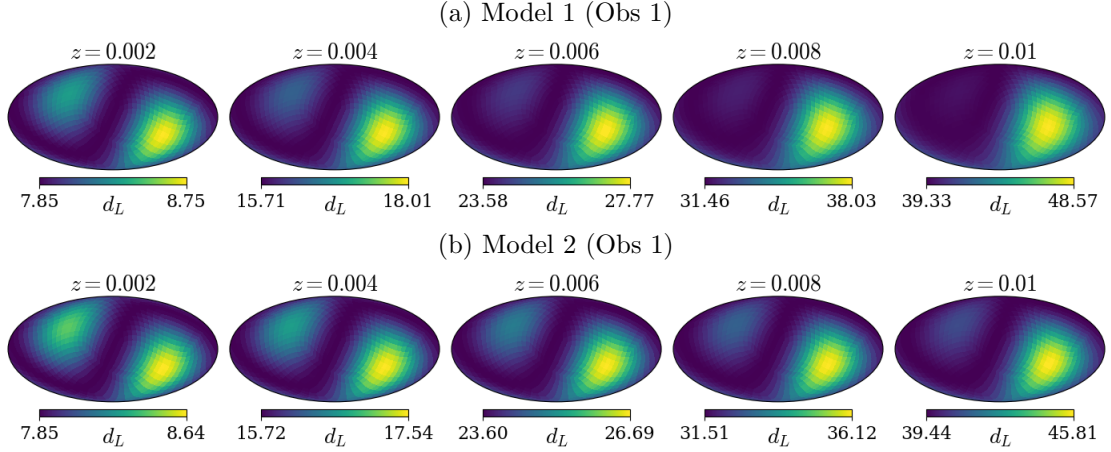 (a) Model 1 (Obs 1)
z = 0.002 z = 0.004 z = 0.006 z = 0.008 z = 0.01
7.85 d_L 8.75 15.71 d_L 18.01 23.58 d_L 27.77 31.46 d_L 38.03 39.33 d_L 48.57
(b) Model 2 (Obs 1)
z = 0.002 z = 0.004 z = 0.006 z = 0.008 z = 0.01
7.85 d_L 8.64 15.72 d_L 17.54 23.60 d_L 26.69 31.51 d_L 36.12 39.44 d_L 45.81